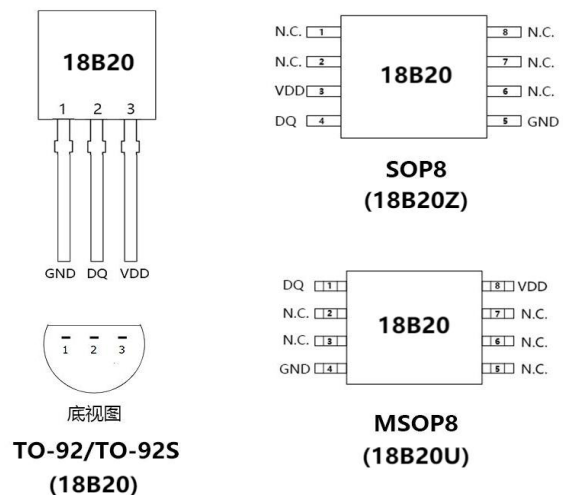 18B20
1 2 3
GND DQ VDD
1 2 3
底视图
TO-92/TO-92S
(18B20)
N.C. 1 8 N.C.
N.C. 2 7 N.C.
18B20
VDD 3 6 N.C.
DQ 4 5 GND
SOP8
(18B20Z)
DQ 1 8 VDD
N.C. 2 7 N.C.
18B20
N.C. 3 6 N.C.
GND 4 5 N.C.
MSOP8
(18B20U)